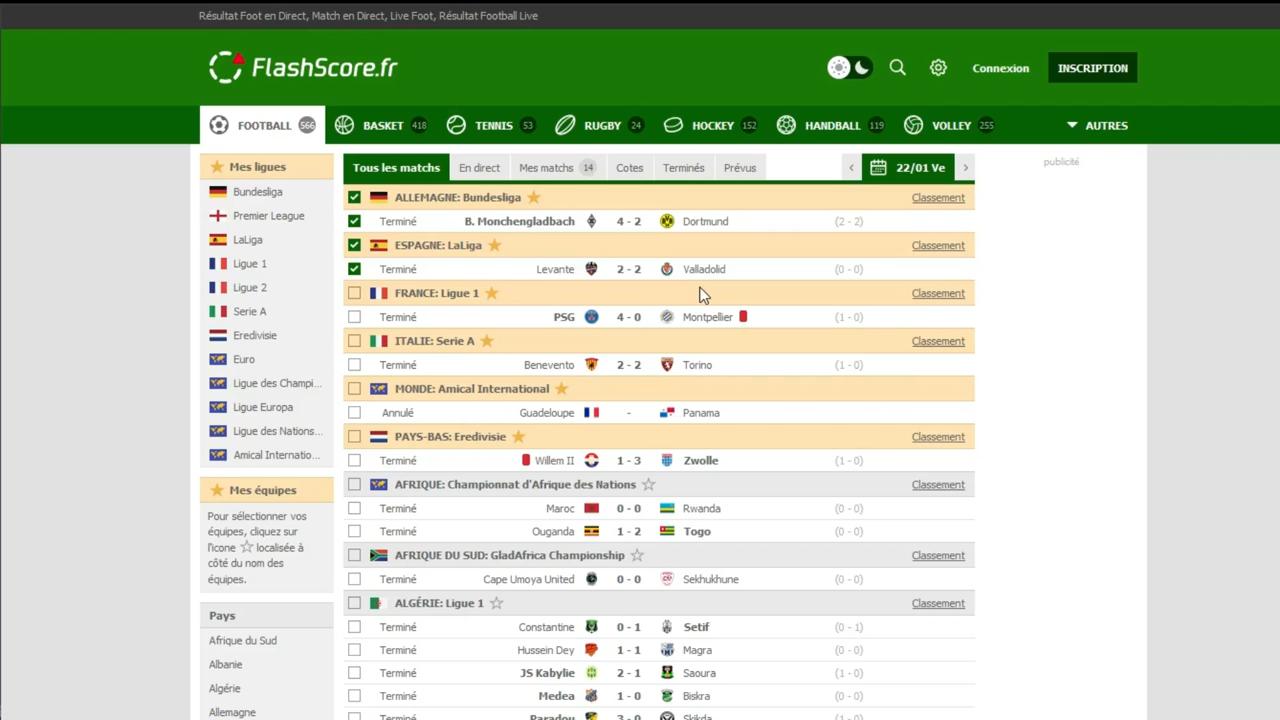 Résultat Foot en Direct, Match en Direct, Live Foot, Résultat Football Live
FlashScore.fr
Connexion
INSCRIPTION
FOOTBALL 566
BASKET 418
TENNIS 53
RUGBY 24
HOCKEY 152
HANDBALL 119
VOLLEY 255
AUTRES
Mes ligues
Bundesliga
Premier League
LaLiga
Ligue 1
Ligue 2
Serie A
Eredivisie
Euro
Ligue des Champi...
Ligue Europa
Ligue des Nations...
Amical Internatio...
Mes équipes
Pour sélectionner vos
équipes, cliquez sur
l'icone ☆ localisée à
côté du nom des
équipes.
Pays
Afrique du Sud
Albanie
Algérie
Allemagne
Tous les matchs En direct Mes matchs 14 Cotes Terminés Prévus 22/01 Ve
ALLEMAGNE: Bundesliga Classement
Terminé B. Monchengladbach 4 - 2 Dortmund (2 - 2)
ESPAGNE: LaLiga Classement
Terminé Levante 2 - 2 Valladolid (0 - 0)
FRANCE: Ligue 1 Classement
Terminé PSG 4 - 0 Montpellier (1 - 0)
ITALIE: Serie A Classement
Terminé Benevento 2 - 2 Torino (1 - 0)
MONDE: Amical International
Annulé Guadeloupe - Panama
PAYS-BAS: Eredivisie Classement
Terminé Willem II 1 - 3 Zwolle (1 - 0)
AFRIQUE: Championnat d'Afrique des Nations Classement
Terminé Maroc 0 - 0 Rwanda (0 - 0)
Terminé Ouganda 1 - 2 Togo (0 - 0)
AFRIQUE DU SUD: GladAfrica Championship Classement
Terminé Cape Umoya United 0 - 0 Sekhukhune (0 - 0)
ALGÉRIE: Ligue 1 Classement
Terminé Constantine 0 - 1 Setif (0 - 1)
Terminé Hussein Dey 1 - 1 Magra (0 - 0)
Terminé JS Kabylie 2 - 1 Saoura (1 - 0)
Terminé Medea 1 - 0 Biskra (0 - 0)
Terminé Paradou 3 - 0 Skikda (1 - 0)
publicité